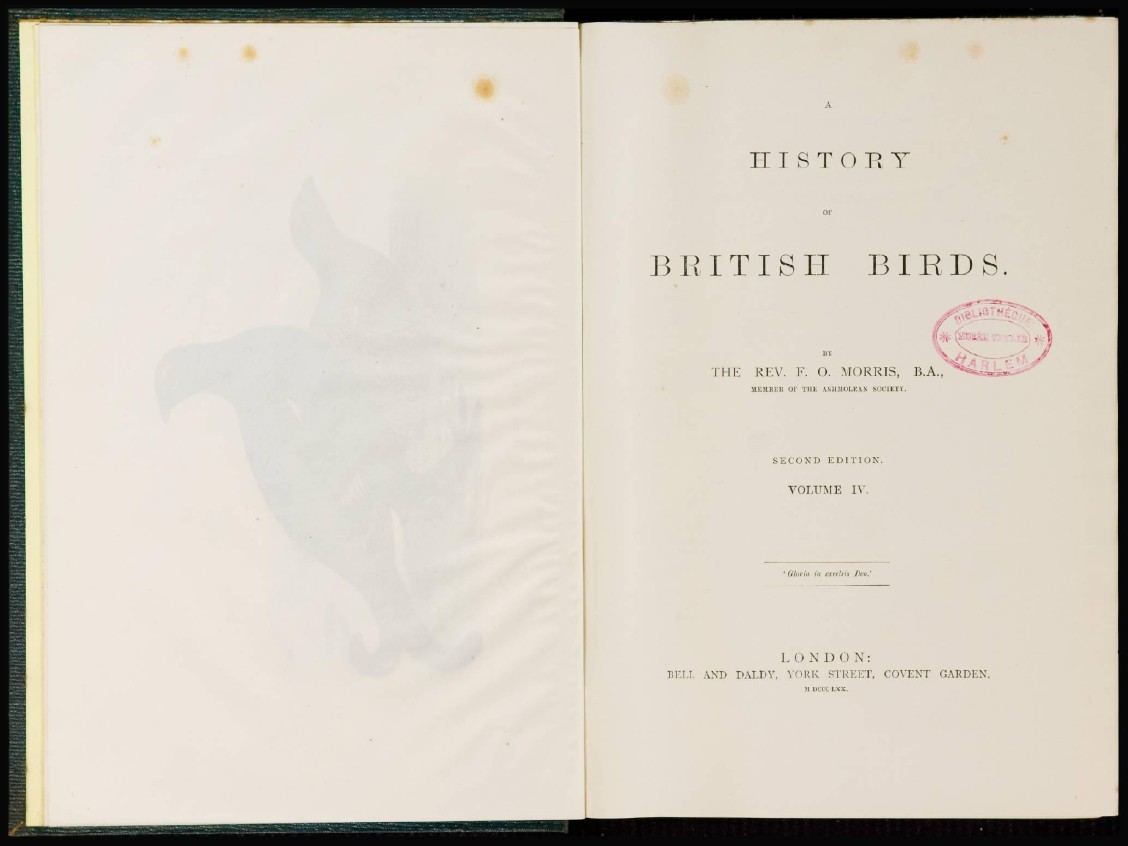 A
HISTORY
OF
BRITISH BIRDS.
BIBLIOTHÈQUE
HARLEM
BY
THE REV. F. O. MORRIS, B.A.,
MEMBER OF THE ASHMOLEAN SOCIETY.
SECOND EDITION.
VOLUME IV.
'Gloria in excelsis Deo.'
LONDON:
BELL AND DALDY, YORK STREET, COVENT GARDEN.
M DCCC LXX.